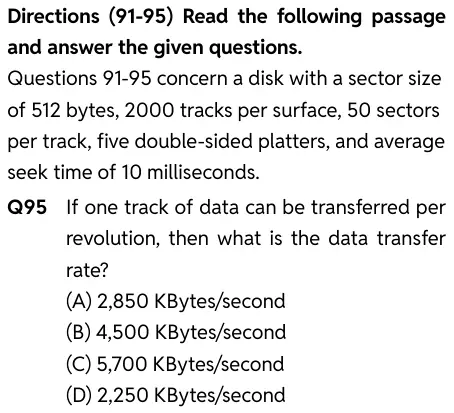 Directions (91-95) Read the following passage
and answer the given questions.
Questions 91-95 concern a disk with a sector size
of 512 bytes, 2000 tracks per surface, 50 sectors
per track, five double-sided platters, and average
seek time of 10 milliseconds.
Q95 If one track of data can be transferred per
revolution, then what is the data transfer
rate?
(A) 2,850 KBytes/second
(B) 4,500 KBytes/second
(C) 5,700 KBytes/second
(D) 2,250 KBytes/second